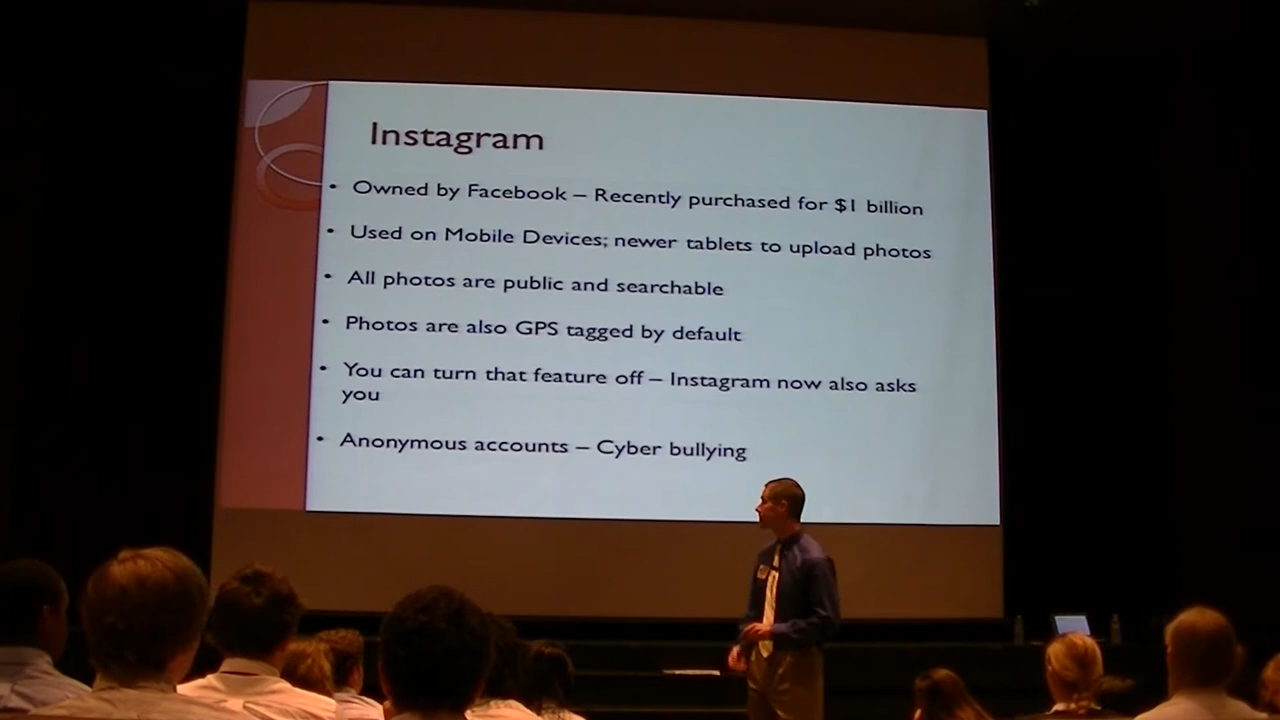 Instagram
• Owned by Facebook – Recently purchased for $1 billion
• Used on Mobile Devices; newer tablets to upload photos
• All photos are public and searchable
• Photos are also GPS tagged by default
• You can turn that feature off – Instagram now also asks
you
• Anonymous accounts – Cyber bullying